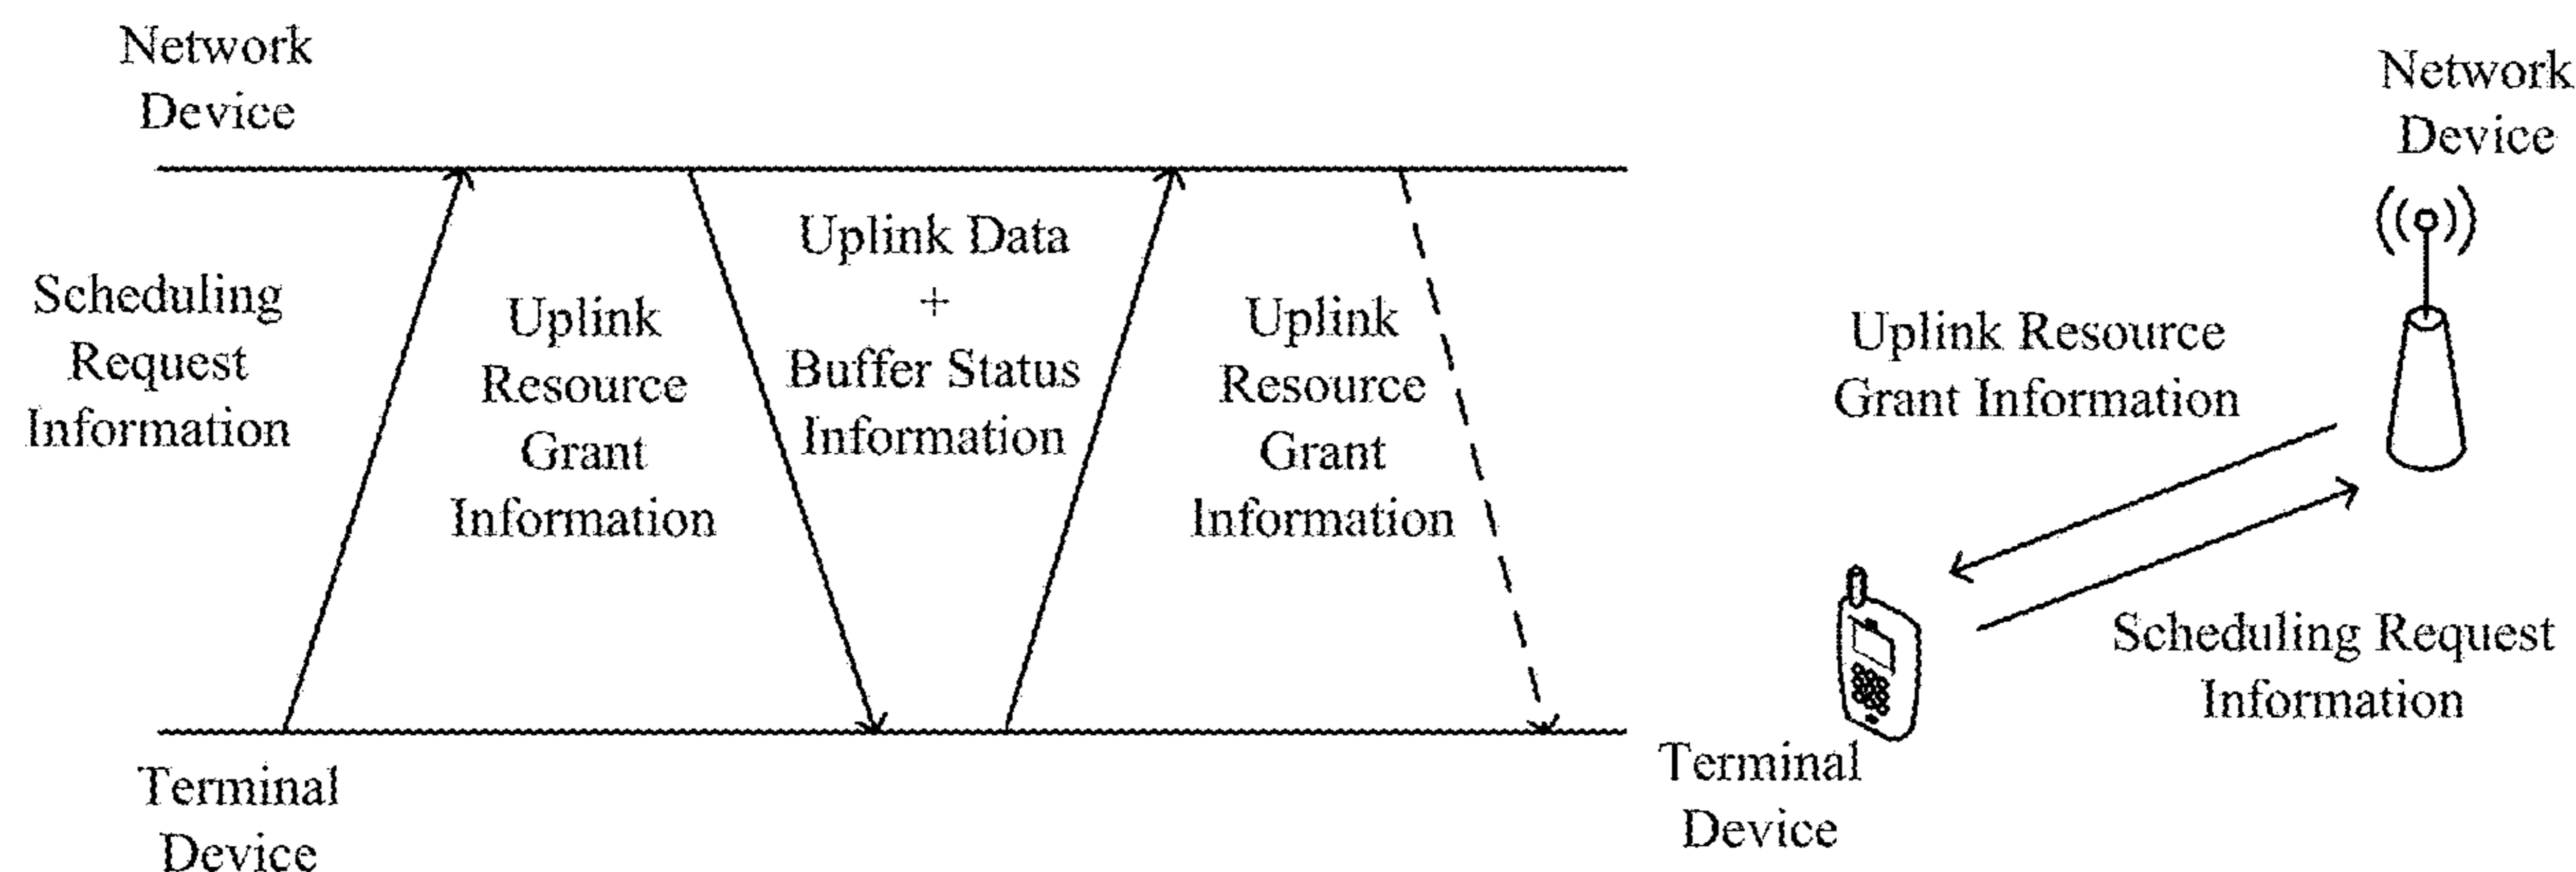 Network
Device
Scheduling
Request
Information
Uplink
Resource
Grant
Information
Uplink Data
+
Buffer Status
Information
Uplink
Resource
Grant
Information
Terminal
Device
Network
Device
Uplink Resource
Grant Information
Scheduling Request
Information
Terminal
Device